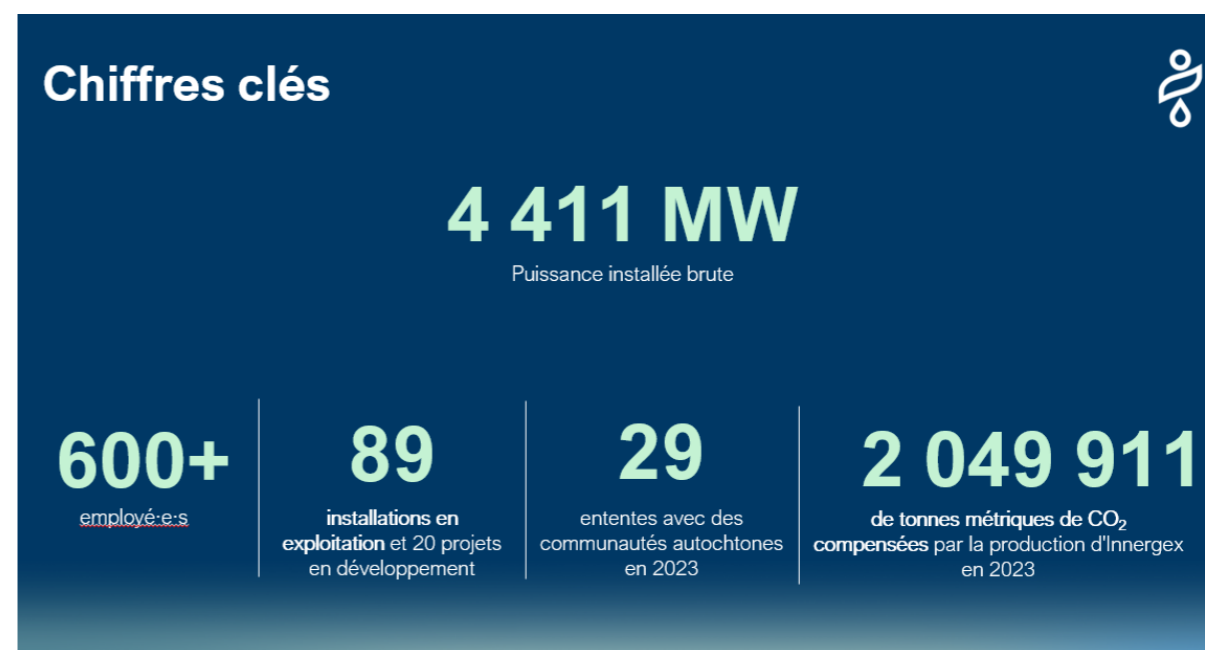 Chiffres clés
4 411 MW
Puissance installée brute
600+
employé·e·s
89
installations en
exploitation et 20 projets
en développement
29
ententes avec des
communautés autochtones
en 2023
2 049 911
de tonnes métriques de CO₂
compensées par la production d'Innergex
en 2023